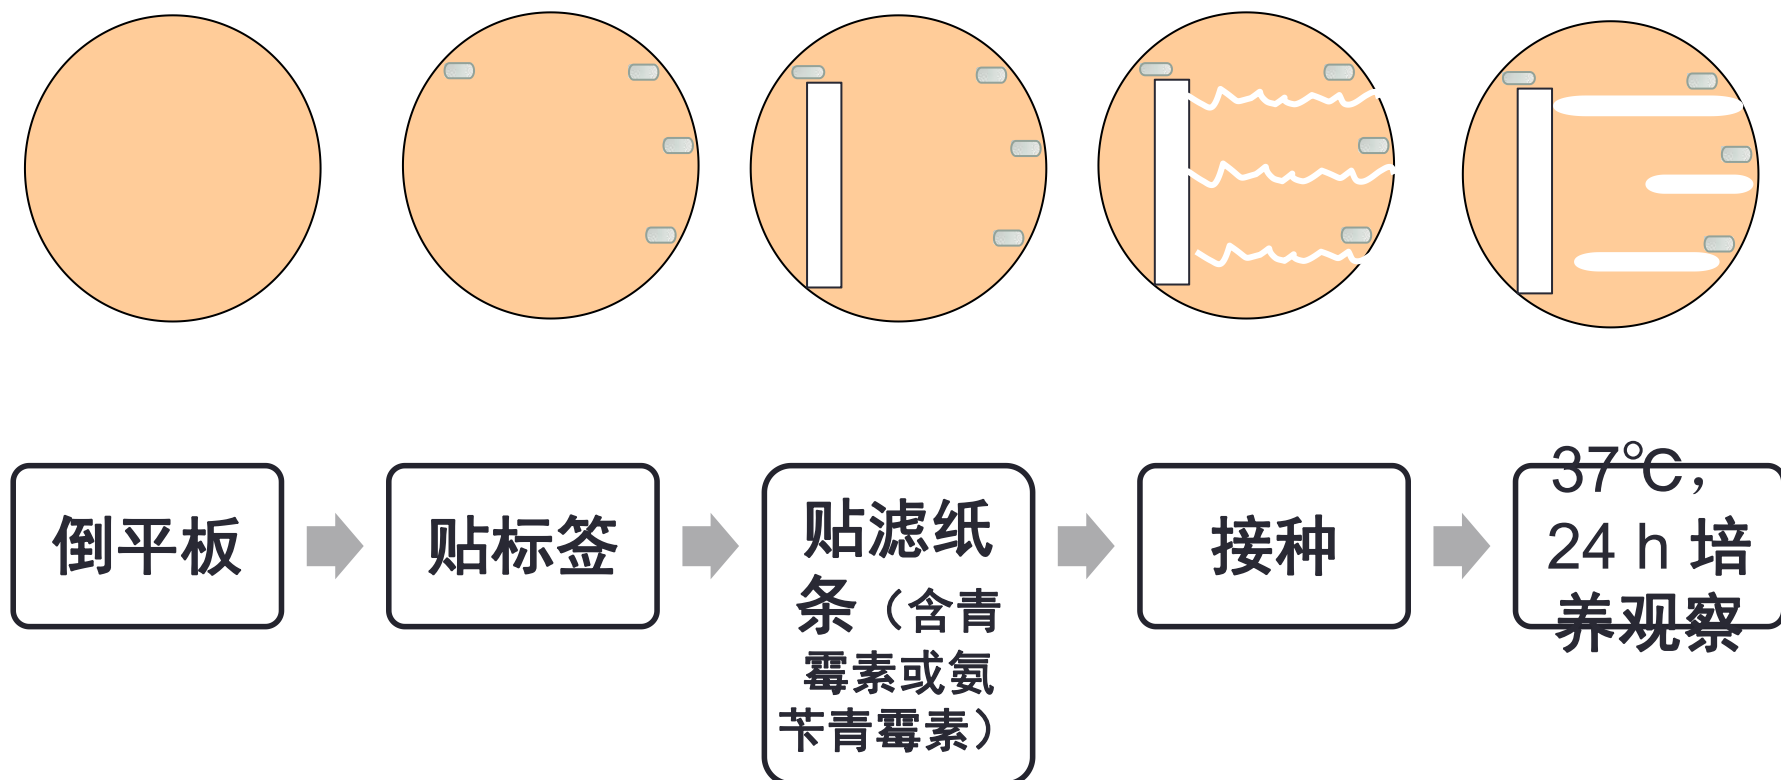 倒平板
贴标签
贴滤纸
条（含青
霉素或氨
苄青霉素）
接种
37℃，
24 h 培
养观察